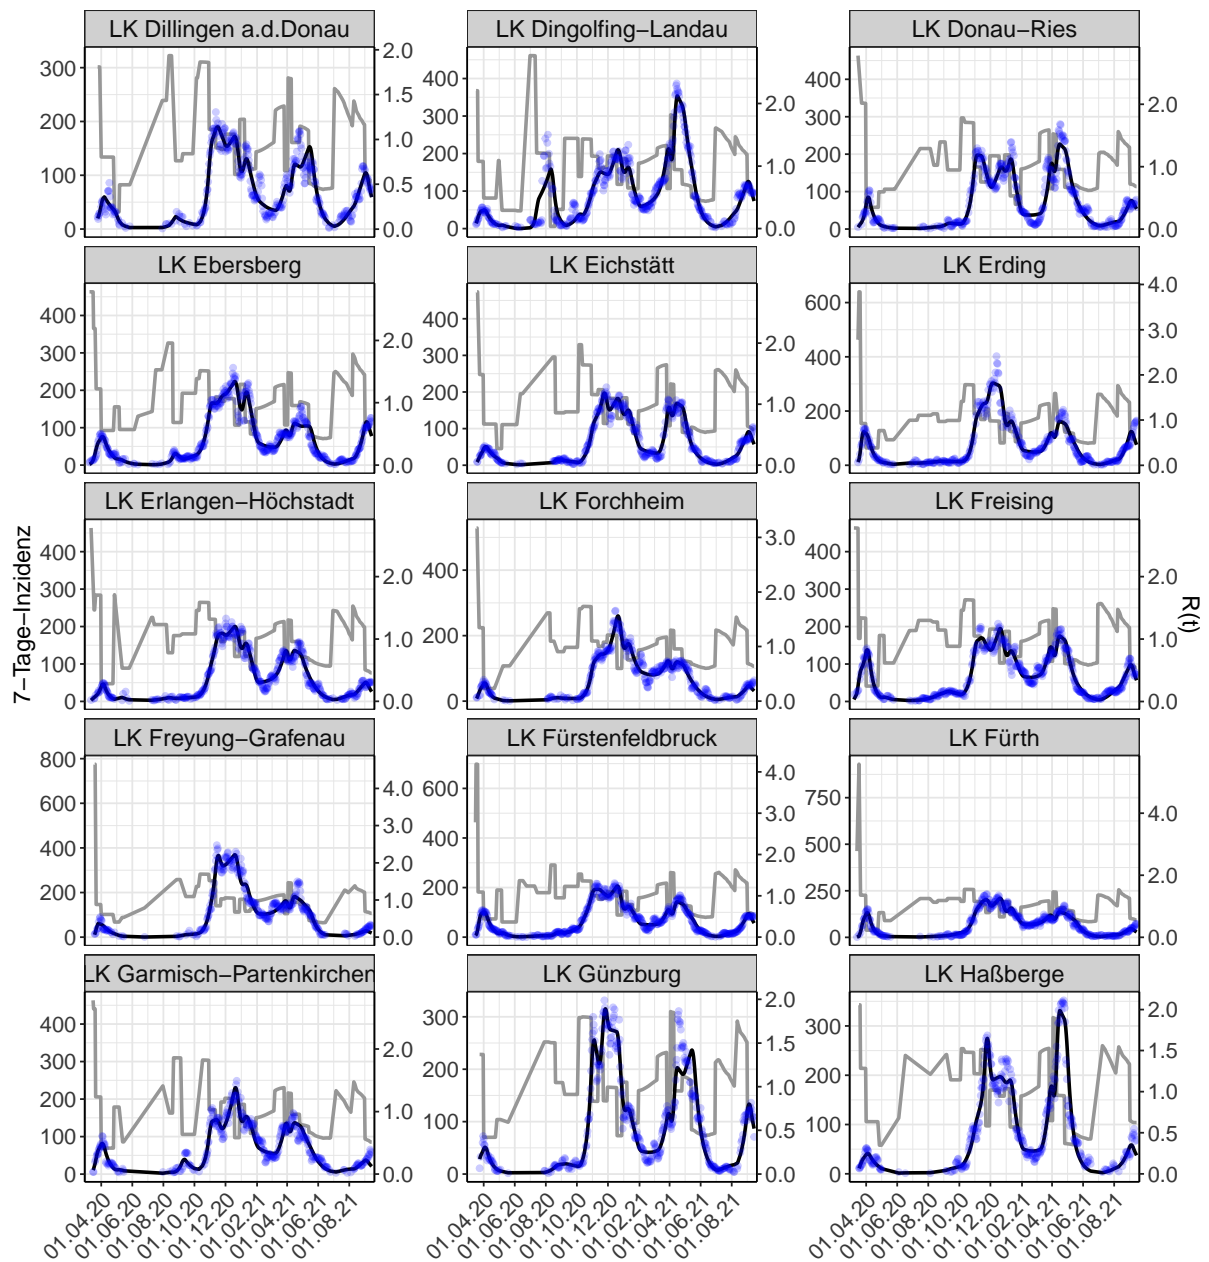 LK Dillingen a.d.Donau LK Dingolfing−Landau LK Donau−Ries
300 200 100 0 2.0 1.5 1.0 0.5 0.0 400 300 200 100 0 2.0 1.0 0.0 400 300 200 100 0 2.0 1.0 0.0
LK Ebersberg LK Eichstätt LK Erding
400 300 200 100 0 2.0 1.0 0.0 400 300 200 100 0 2.0 1.0 0.0 600 400 200 0 4.0 3.0 2.0 1.0 0.0
LK Erlangen−Höchstadt LK Forchheim LK Freising
400 300 200 100 0 2.0 1.0 0.0 400 200 0 3.0 2.0 1.0 0.0 400 300 200 100 0 2.0 1.0 0.0
7−Tage−Inzidenz
R(t)
LK Freyung−Grafenau LK Fürstenfeldbruck LK Fürth
800 600 400 200 0 4.0 3.0 2.0 1.0 0.0 600 400 200 0 4.0 3.0 2.0 1.0 0.0 750 500 250 0 4.0 2.0 0.0
LK Garmisch−Partenkirchen LK Günzburg LK Haßberge
400 300 200 100 0 2.0 1.0 0.0 300 200 100 0 2.0 1.5 1.0 0.5 0.0 300 200 100 0 2.0 1.5 1.0 0.5 0.0
01.04.20 01.06.20 01.08.20 01.10.20 01.12.20 01.02.21 01.04.21 01.06.21 01.08.21 01.04.20 01.06.20 01.08.20 01.10.20 01.12.20 01.02.21 01.04.21 01.06.21 01.08.21 01.04.20 01.06.20 01.08.20 01.10.20 01.12.20 01.02.21 01.04.21 01.06.21 01.08.21